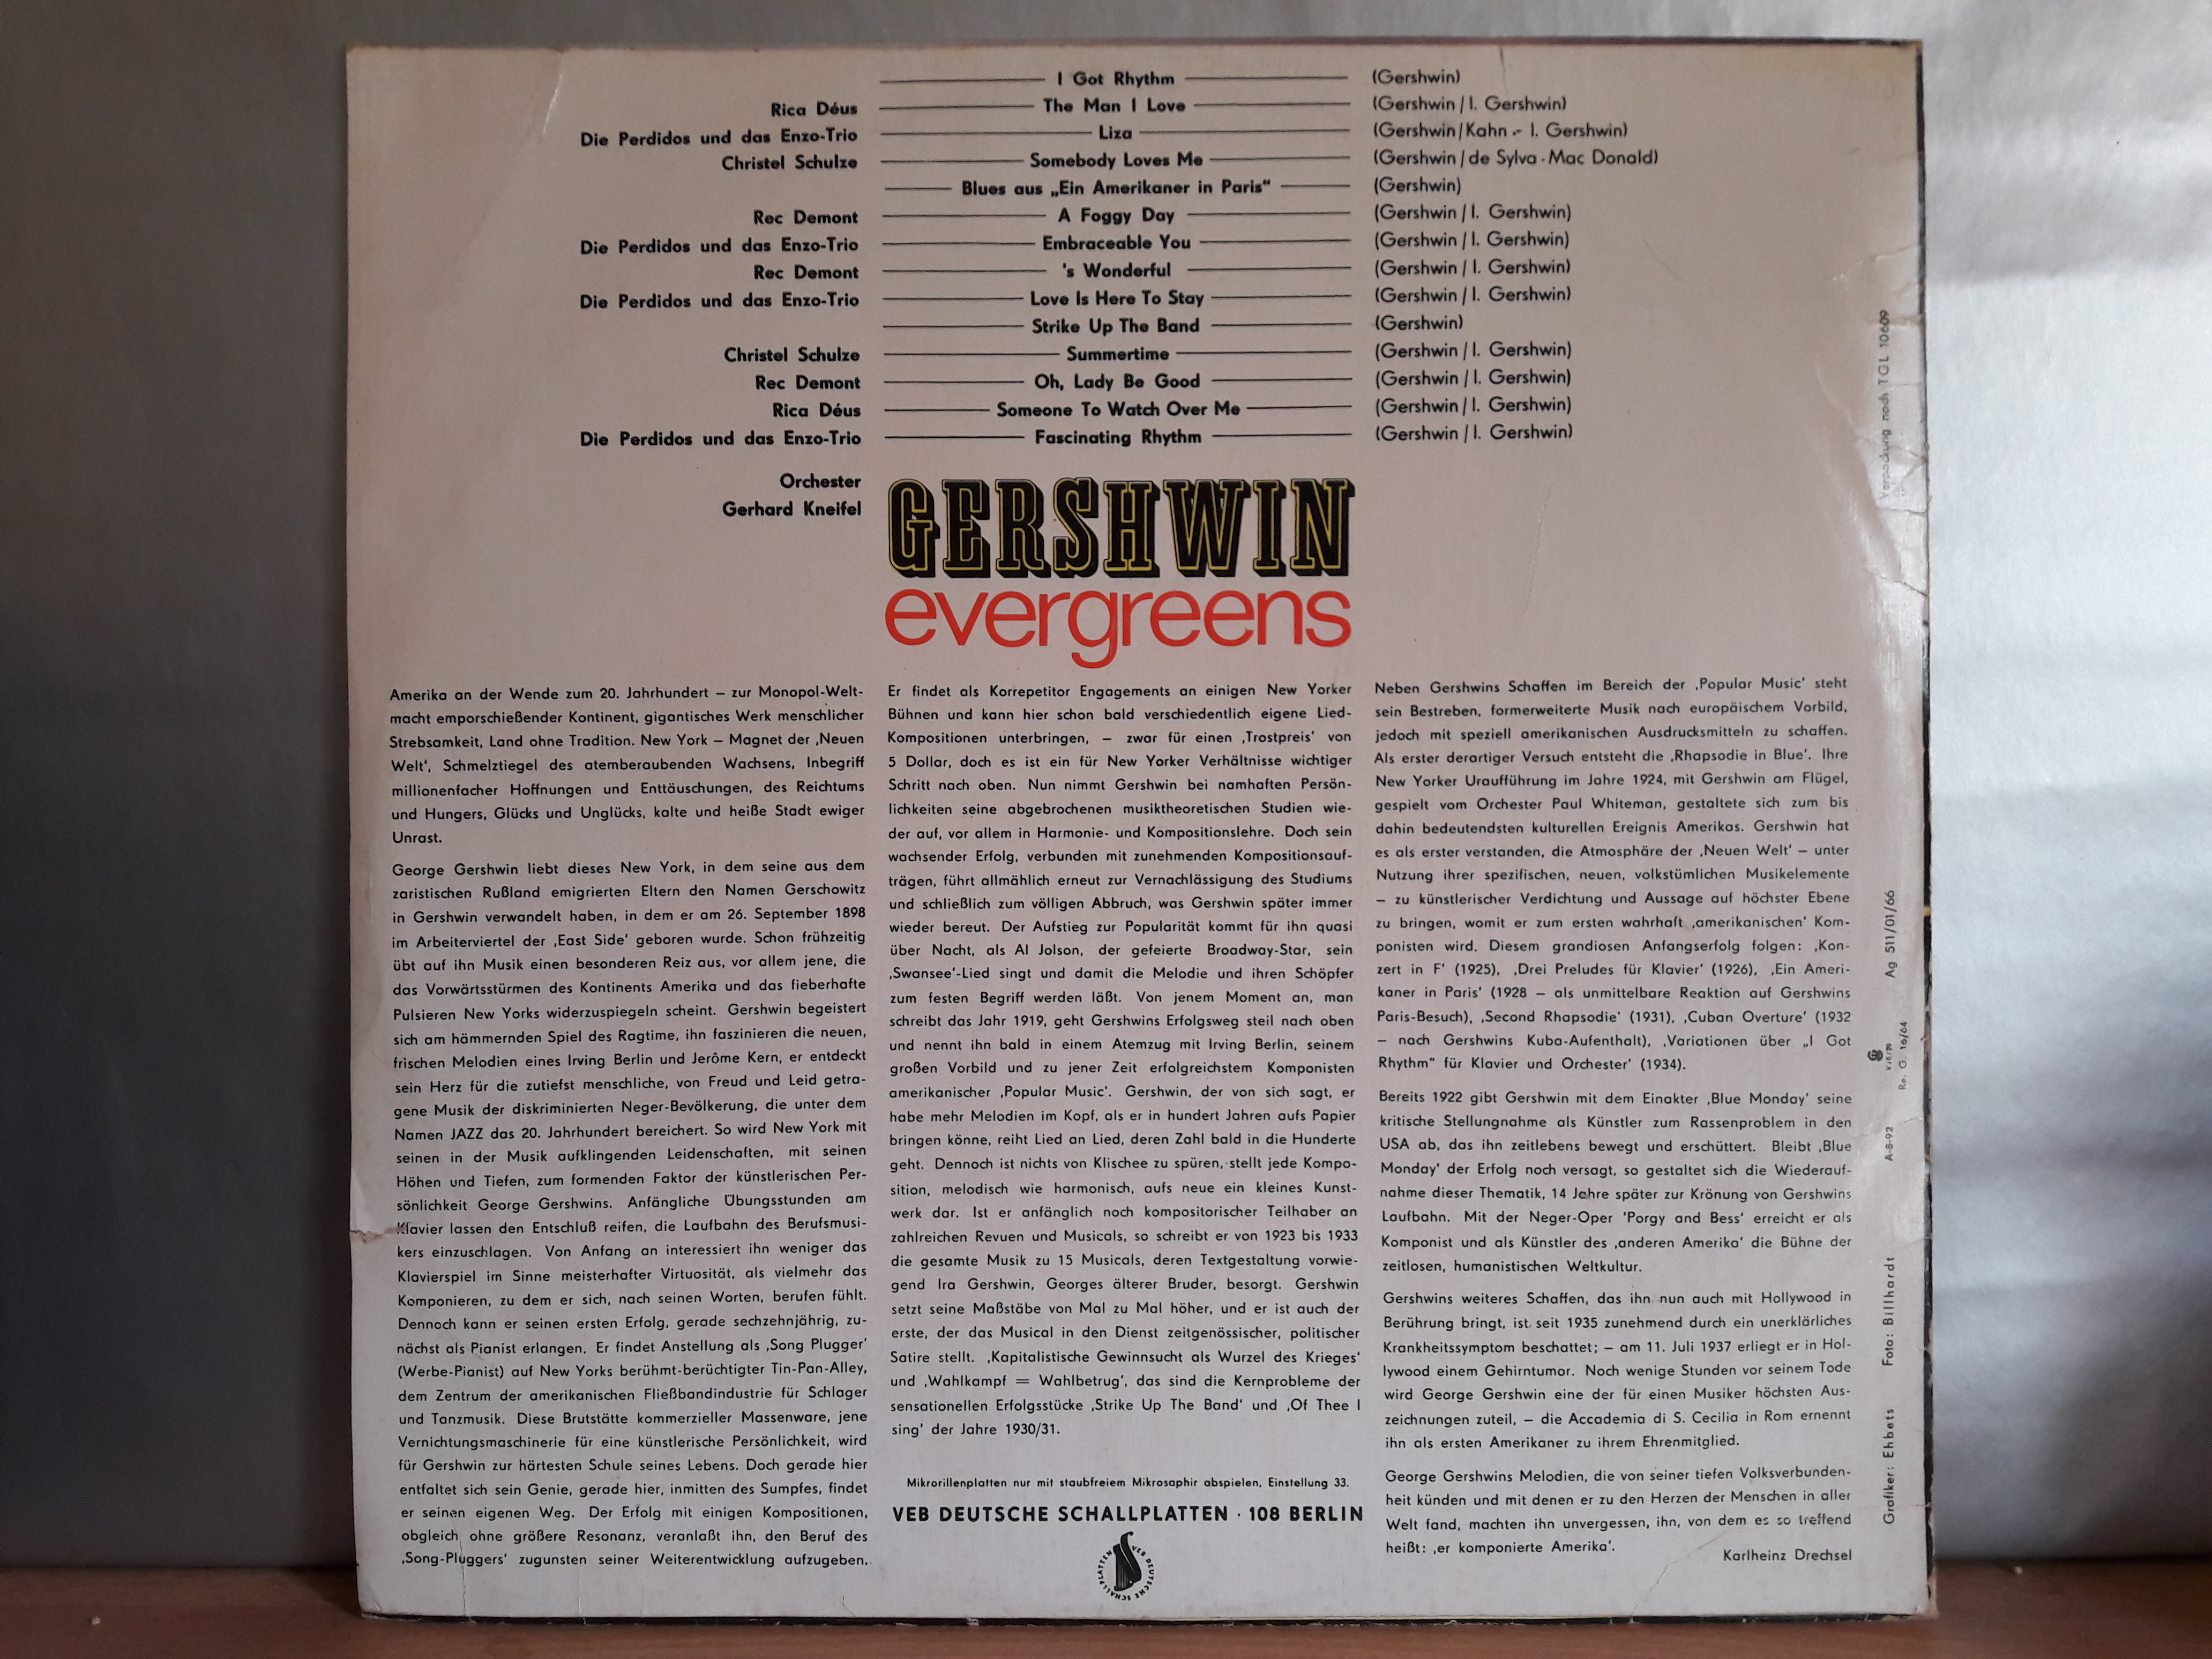 I Got Rhythm (Gershwin)
Rica Déus The Man I Love (Gershwin / I. Gershwin)
Die Perdidos und das Enzo-Trio Liza (Gershwin / Kahn - I. Gershwin)
Christel Schulze Somebody Loves Me (Gershwin / de Sylva - Mac Donald)
Blues aus „Ein Amerikaner in Paris“ (Gershwin)
Rec Demont A Foggy Day (Gershwin / I. Gershwin)
Die Perdidos und das Enzo-Trio Embraceable You (Gershwin / I. Gershwin)
Rec Demont 's Wonderful (Gershwin / I. Gershwin)
Die Perdidos und das Enzo-Trio Love Is Here To Stay (Gershwin / I. Gershwin)
Strike Up The Band (Gershwin)
Christel Schulze Summertime (Gershwin / I. Gershwin)
Rec Demont Oh, Lady Be Good (Gershwin / I. Gershwin)
Rica Déus Someone To Watch Over Me (Gershwin / I. Gershwin)
Die Perdidos und das Enzo-Trio Fascinating Rhythm (Gershwin / I. Gershwin)
Orchester
Gerhard Kneifel
GERSHWIN
evergreens
Amerika an der Wende zum 20. Jahrhundert – zur Monopol-Welt-
macht emporschießender Kontinent, gigantisches Werk menschlicher
Strebsamkeit, Land ohne Tradition. New York – Magnet der ‚Neuen
Welt‘, Schmelztiegel des atemberaubenden Wachsens, Inbegriff
millionenfacher Hoffnungen und Enttäuschungen, des Reichtums
und Hungers, Glücks und Unglücks, kalte und heiße Stadt ewiger
Unrast.
George Gershwin liebt dieses New York, in dem seine aus dem
zaristischen Rußland emigrierten Eltern den Namen Gerschowitz
in Gershwin verwandelt haben, in dem er am 26. September 1898
im Arbeiterviertel der ‚East Side‘ geboren wurde. Schon frühzeitig
übt auf ihn Musik einen besonderen Reiz aus, vor allem jene, die
das Vorwärtsstürmen des Kontinents Amerika und das fieberhafte
Pulsieren New Yorks widerzuspiegeln scheint. Gershwin begeistert
sich am hämmernden Spiel des Ragtime, ihn faszinieren die neuen,
frischen Melodien eines Irving Berlin und Jerôme Kern, er entdeckt
sein Herz für die zutiefst menschliche, von Freud und Leid getra-
gene Musik der diskriminierten Neger-Bevölkerung, die unter dem
Namen JAZZ das 20. Jahrhundert bereichert. So wird New York mit
seinen in der Musik aufklingenden Leidenschaften, mit seinen
Höhen und Tiefen, zum formenden Faktor der künstlerischen Per-
sönlichkeit George Gershwins. Anfängliche Übungsstunden am
Klavier lassen den Entschluß reifen, die Laufbahn des Berufsmusi-
kers einzuschlagen. Von Anfang an interessiert ihn weniger das
Klavierspiel im Sinne meisterhafter Virtuosität, als vielmehr das
Komponieren, zu dem er sich, nach seinen Worten, berufen fühlt.
Dennoch kann er seinen ersten Erfolg, gerade sechzehnjährig, zu-
nächst als Pianist erlangen. Er findet Anstellung als ‚Song Plugger‘
(Werbe-Pianist) auf New Yorks berühmt-berüchtigter Tin-Pan-Alley,
dem Zentrum der amerikanischen Fließbandindustrie für Schlager
und Tanzmusik. Diese Brutstätte kommerzieller Massenware, jene
Vernichtungsmaschinerie für eine künstlerische Persönlichkeit, wird
für Gershwin zur härtesten Schule seines Lebens. Doch gerade hier
entfaltet sich sein Genie, gerade hier, inmitten des Sumpfes, findet
er seinen eigenen Weg. Der Erfolg mit einigen Kompositionen,
obgleich ohne größere Resonanz, veranlaßt ihn, den Beruf des
‚Song-Pluggers‘ zugunsten seiner Weiterentwicklung aufzugeben.
Er findet als Korrepetitor Engagements an einigen New Yorker
Bühnen und kann hier schon bald verschiedentlich eigene Lied-
Kompositionen unterbringen, – zwar für einen ‚Trostpreis‘ von
5 Dollar, doch es ist ein für New Yorker Verhältnisse wichtiger
Schritt nach oben. Nun nimmt Gershwin bei namhaften Persön-
lichkeiten seine abgebrochenen musiktheoretischen Studien wie-
der auf, vor allem in Harmonie- und Kompositionslehre. Doch sein
wachsender Erfolg, verbunden mit zunehmenden Kompositionsauf-
trägen, führt allmählich erneut zur Vernachlässigung des Studiums
und schließlich zum völligen Abbruch, was Gershwin später immer
wieder bereut. Der Aufstieg zur Popularität kommt für ihn quasi
über Nacht, als Al Jolson, der gefeierte Broadway-Star, sein
‚Swansee‘-Lied singt und damit die Melodie und ihren Schöpfer
zum festen Begriff werden läßt. Von jenem Moment an, man
schreibt das Jahr 1919, geht Gershwins Erfolgsweg steil nach oben
und nennt ihn bald in einem Atemzug mit Irving Berlin, seinem
großen Vorbild und zu jener Zeit erfolgreichstem Komponisten
amerikanischer ‚Popular Music‘. Gershwin, der von sich sagt, er
habe mehr Melodien im Kopf, als er in hundert Jahren aufs Papier
bringen könne, reiht Lied an Lied, deren Zahl bald in die Hunderte
geht. Dennoch ist nichts von Klischee zu spüren, stellt jede Kompo-
sition, melodisch wie harmonisch, aufs neue ein kleines Kunst-
werk dar. Ist er anfänglich noch kompositorischer Teilhaber an
zahlreichen Revuen und Musicals, so schreibt er von 1923 bis 1933
die gesamte Musik zu 15 Musicals, deren Textgestaltung vorwie-
gend Ira Gershwin, Georges älterer Bruder, besorgt. Gershwin
setzt seine Maßstäbe von Mal zu Mal höher, und er ist auch der
erste, der das Musical in den Dienst zeitgenössischer, politischer
Satire stellt. ‚Kapitalistische Gewinnsucht als Wurzel des Krieges‘
und ‚Wahlkampf = Wahlbetrug‘, das sind die Kernprobleme der
sensationellen Erfolgsstücke ‚Strike Up The Band‘ und ‚Of Thee I
sing‘ der Jahre 1930/31.
Mikrorillenplatten nur mit staubfreiem Mikrosaphir abspielen, Einstellung 33.
VEB DEUTSCHE SCHALLPLATTEN · 108 BERLIN
VEB DEUTSCHE SCHALLPLATTEN
Neben Gershwins Schaffen im Bereich der ‚Popular Music‘ steht
sein Bestreben, formerweiterte Musik nach europäischem Vorbild,
jedoch mit speziell amerikanischen Ausdrucksmitteln zu schaffen.
Als erster derartiger Versuch entsteht die ‚Rhapsodie in Blue‘. Ihre
New Yorker Uraufführung im Jahre 1924, mit Gershwin am Flügel,
gespielt vom Orchester Paul Whiteman, gestaltete sich zum bis
dahin bedeutendsten kulturellen Ereignis Amerikas. Gershwin hat
es als erster verstanden, die Atmosphäre der ‚Neuen Welt‘ – unter
Nutzung ihrer spezifischen, neuen, volkstümlichen Musikelemente
– zu künstlerischer Verdichtung und Aussage auf höchster Ebene
zu bringen, womit er zum ersten wahrhaft ‚amerikanischen‘ Kom-
ponisten wird. Diesem grandiosen Anfangserfolg folgen: ‚Kon-
zert in F‘ (1925), ‚Drei Preludes für Klavier‘ (1926), ‚Ein Ameri-
kaner in Paris‘ (1928 – als unmittelbare Reaktion auf Gershwins
Paris-Besuch), ‚Second Rhapsodie‘ (1931), ‚Cuban Overture‘ (1932
– nach Gershwins Kuba-Aufenthalt), ‚Variationen über „I Got
Rhythm“ für Klavier und Orchester‘ (1934).
Bereits 1922 gibt Gershwin mit dem Einakter ‚Blue Monday‘ seine
kritische Stellungnahme als Künstler zum Rassenproblem in den
USA ab, das ihn zeitlebens bewegt und erschüttert. Bleibt ‚Blue
Monday‘ der Erfolg noch versagt, so gestaltet sich die Wiederauf-
nahme dieser Thematik, 14 Jahre später zur Krönung von Gershwins
Laufbahn. Mit der Neger-Oper ‘Porgy and Bess‘ erreicht er als
Komponist und als Künstler des ‚anderen Amerika‘ die Bühne der
zeitlosen, humanistischen Weltkultur.
Gershwins weiteres Schaffen, das ihn nun auch mit Hollywood in
Berührung bringt, ist seit 1935 zunehmend durch ein unerklärliches
Krankheitssymptom beschattet; – am 11. Juli 1937 erliegt er in Hol-
lywood einem Gehirntumor. Noch wenige Stunden vor seinem Tode
wird George Gershwin eine der für einen Musiker höchsten Aus-
zeichnungen zuteil, – die Accademia di S. Cecilia in Rom ernennt
ihn als ersten Amerikaner zu ihrem Ehrenmitglied.
George Gershwins Melodien, die von seiner tiefen Volksverbunden-
heit künden und mit denen er zu den Herzen der Menschen in aller
Welt fand, machten ihn unvergessen, ihn, von dem es so treffend
heißt: ‚er komponierte Amerika‘.
Karlheinz Drechsel
Verpackung nach TGL 10609
Ag 511/01/66
Re. G. 16/64
A-8-92
Foto: Billhardt
Grafiker: Ehbets